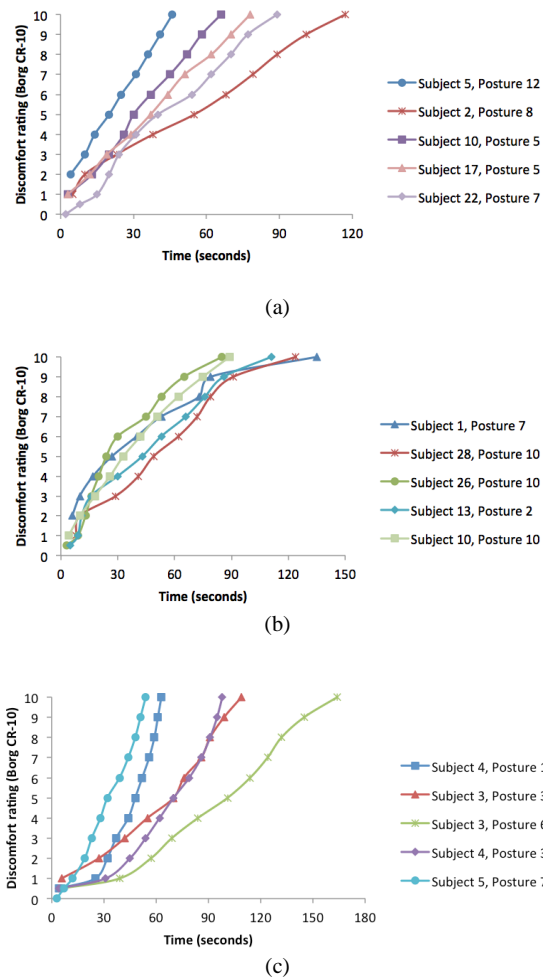 Discomfort rating (Borg CR-10)
10
9
8
7
6
5
4
3
2
1
0
0 30 60 90 120
Time (seconds)
Subject 5, Posture 12
Subject 2, Posture 8
Subject 10, Posture 5
Subject 17, Posture 5
Subject 22, Posture 7
(a)
Discomfort rating (Borg CR-10)
10
9
8
7
6
5
4
3
2
1
0
0 30 60 90 120 150
Time (seconds)
Subject 1, Posture 7
Subject 28, Posture 10
Subject 26, Posture 10
Subject 13, Posture 2
Subject 10, Posture 10
(b)
Discomfort rating (Borg CR-10)
10
9
8
7
6
5
4
3
2
1
0
0 30 60 90 120 150 180
Time (seconds)
Subject 4, Posture
Subject 3, Posture
Subject 3, Posture
Subject 4, Posture
Subject 5, Posture
(c)